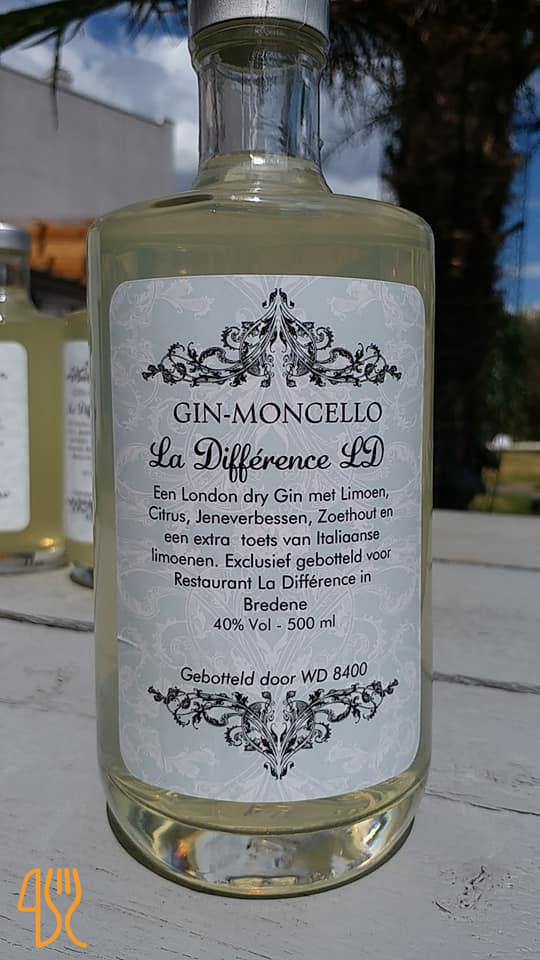 GIN-MONCELLO
La Différence LD
Een London dry Gin met Limoen,
Citrus, Jeneverbessen, Zoethout en
een extra toets van Italiaanse
limoenen. Exclusief gebotteld voor
Restaurant La Différence in
Bredene
40% Vol - 500 ml
Gebotteld door WD 8400